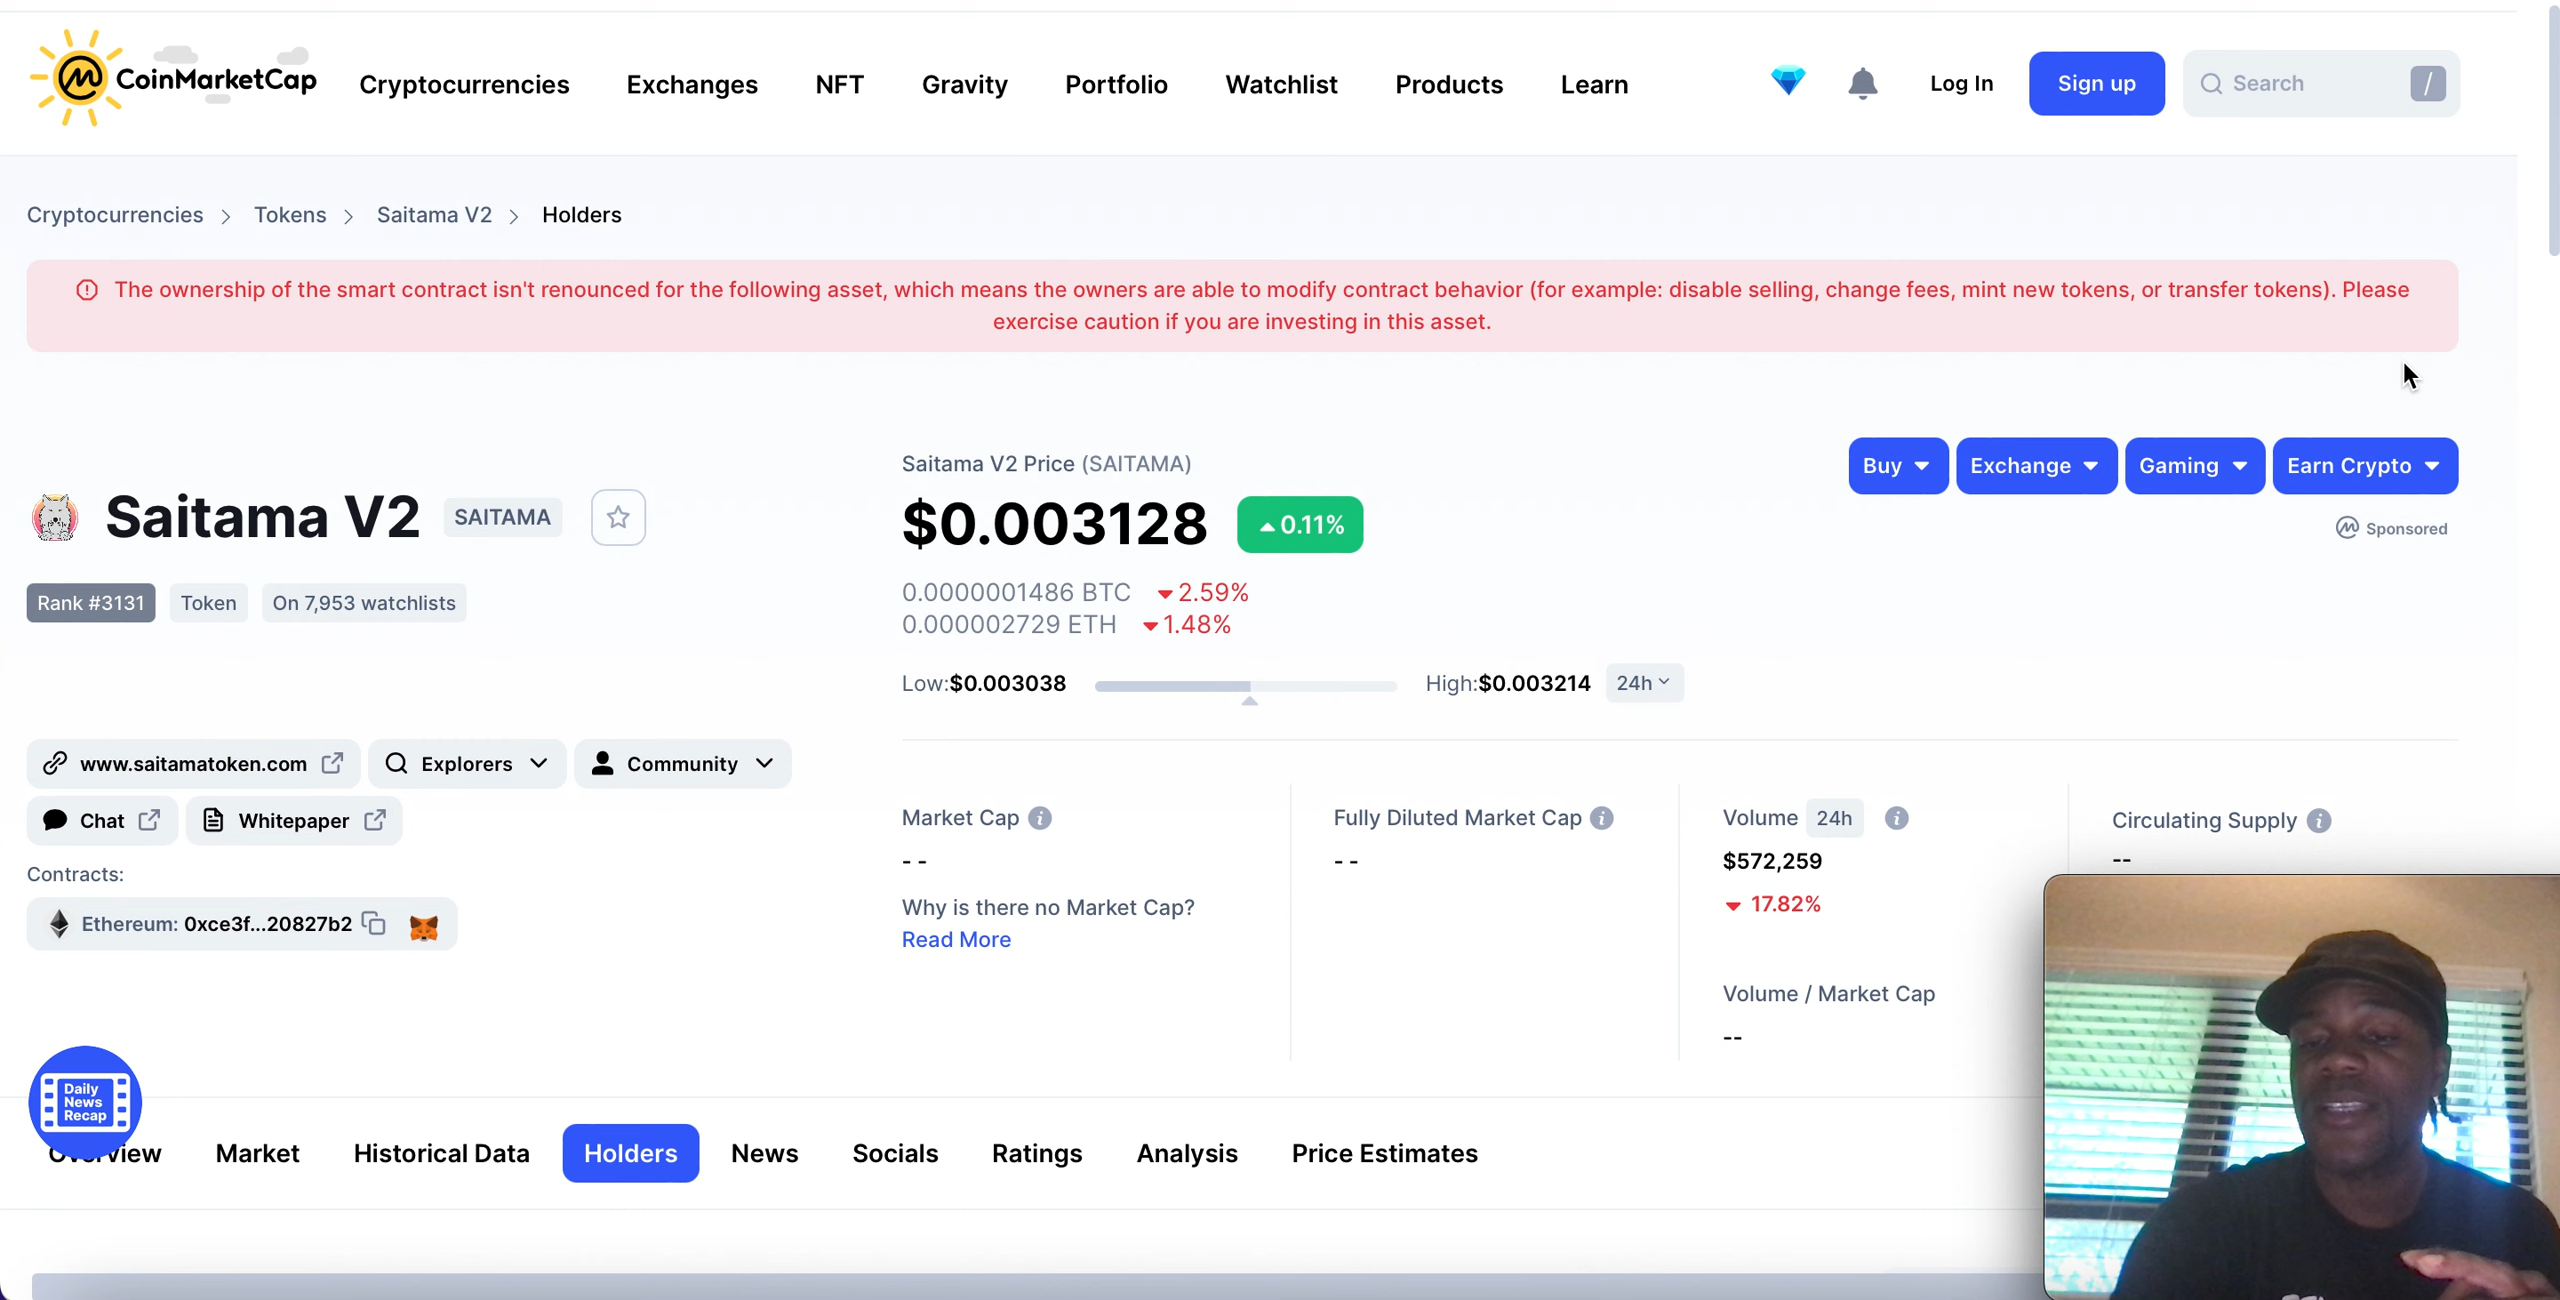 CoinMarketCap
Cryptocurrencies Exchanges NFT Gravity Portfolio Watchlist Products Learn
Log In Sign up Search /
Cryptocurrencies > Tokens > Saitama V2 > Holders
The ownership of the smart contract isn't renounced for the following asset, which means the owners are able to modify contract behavior (for example: disable selling, change fees, mint new tokens, or transfer tokens). Please
exercise caution if you are investing in this asset.
Saitama V2 SAITAMA
Rank #3131 Token On 7,953 watchlists
www.saitamatoken.com Explorers Community
Chat Whitepaper
Contracts:
Ethereum: 0xce3f...20827b2
Saitama V2 Price (SAITAMA)
$0.003128 0.11%
0.0000001486 BTC 2.59%
0.000002729 ETH 1.48%
Low:$0.003038 High:$0.003214 24h
Buy Exchange Gaming Earn Crypto
Sponsored
Market Cap
- -
Why is there no Market Cap?
Read More
Fully Diluted Market Cap
- -
Volume 24h
$572,259
17.82%
Volume / Market Cap
--
Circulating Supply
--
Daily
News
Recap
Overview Market Historical Data Holders News Socials Ratings Analysis Price Estimates